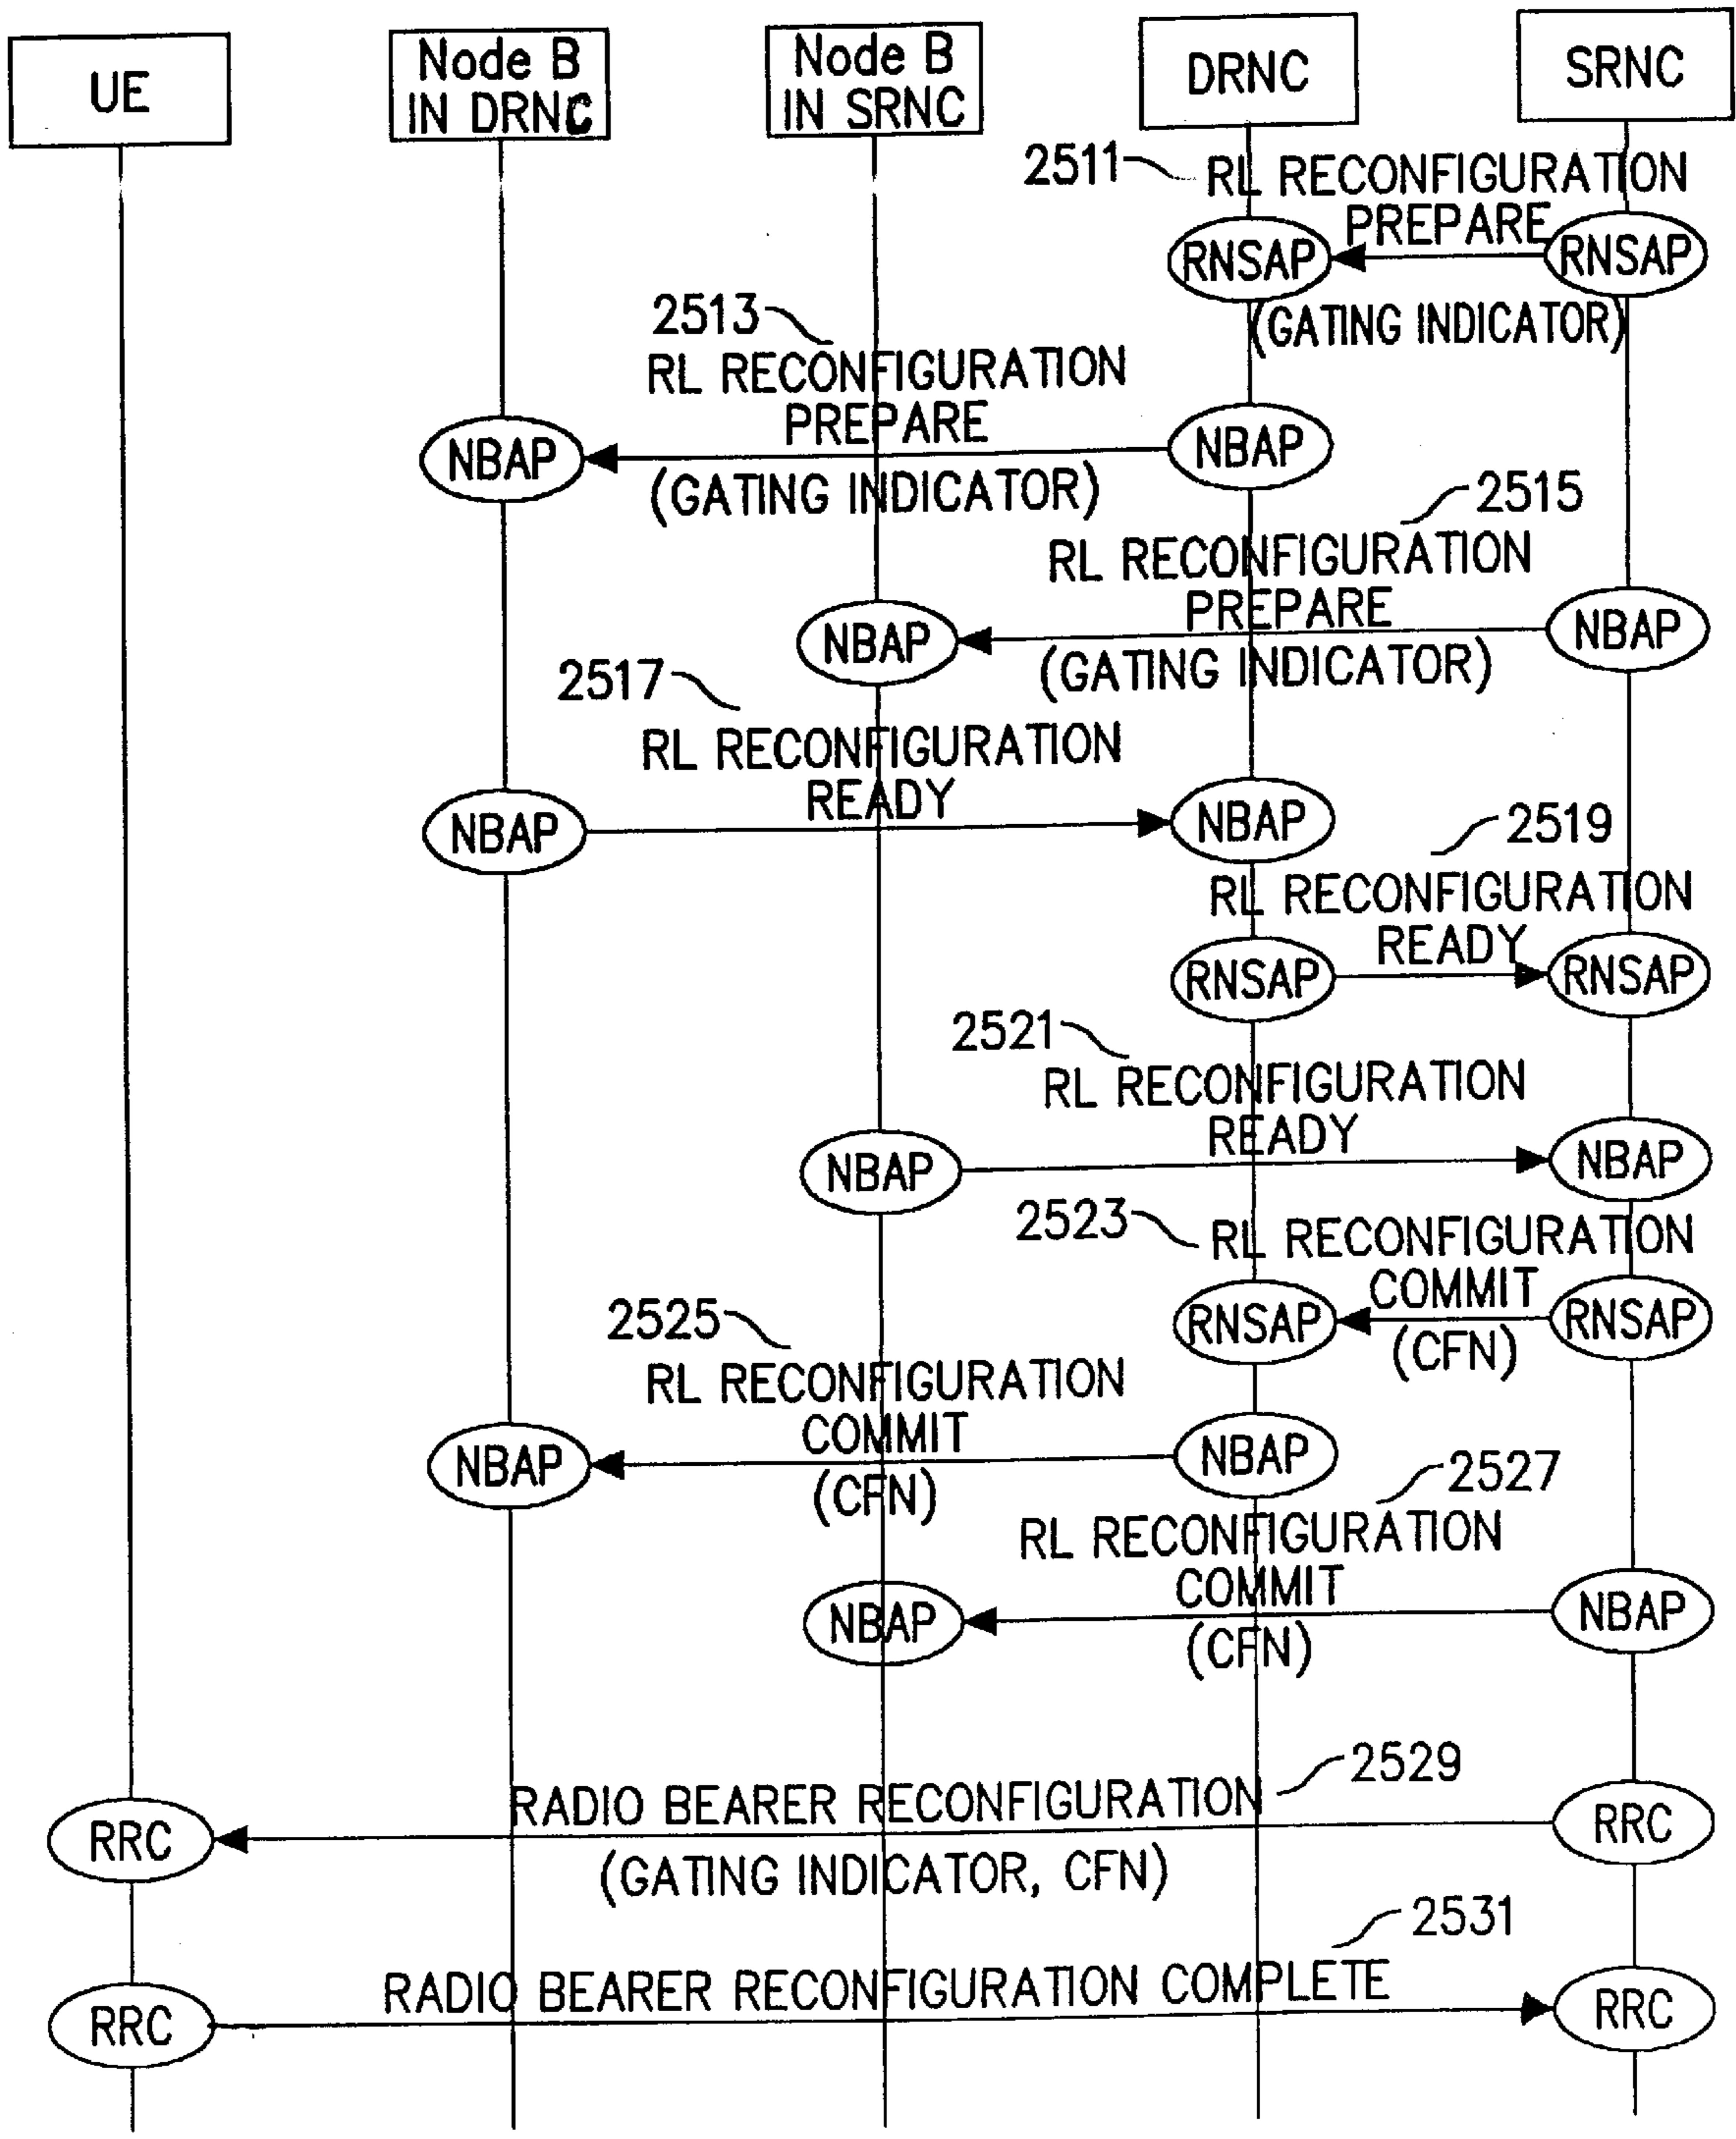 UE
Node B
IN DRNC
Node B
IN SRNC
DRNC
SRNC
2511
RL RECONFIGURATION
PREPARE
RNSAP
RNSAP
(GATING INDICATOR)
2513
RL RECONFIGURATION
PREPARE
NBAP
NBAP
(GATING INDICATOR)
2515
RL RECONFIGURATION
PREPARE
NBAP
NBAP
(GATING INDICATOR)
2517
RL RECONFIGURATION
READY
NBAP
NBAP
2519
RL RECONFIGURATION
READY
RNSAP
RNSAP
2521
RL RECONFIGURATION
READY
NBAP
NBAP
2523
RL RECONFIGURATION
COMMIT
RNSAP
RNSAP
(CFN)
2525
RL RECONFIGURATION
COMMIT
NBAP
NBAP
(CFN)
2527
RL RECONFIGURATION
COMMIT
NBAP
NBAP
(CFN)
2529
RADIO BEARER RECONFIGURATION
RRC
RRC
(GATING INDICATOR, CFN)
2531
RADIO BEARER RECONFIGURATION COMPLETE
RRC
RRC